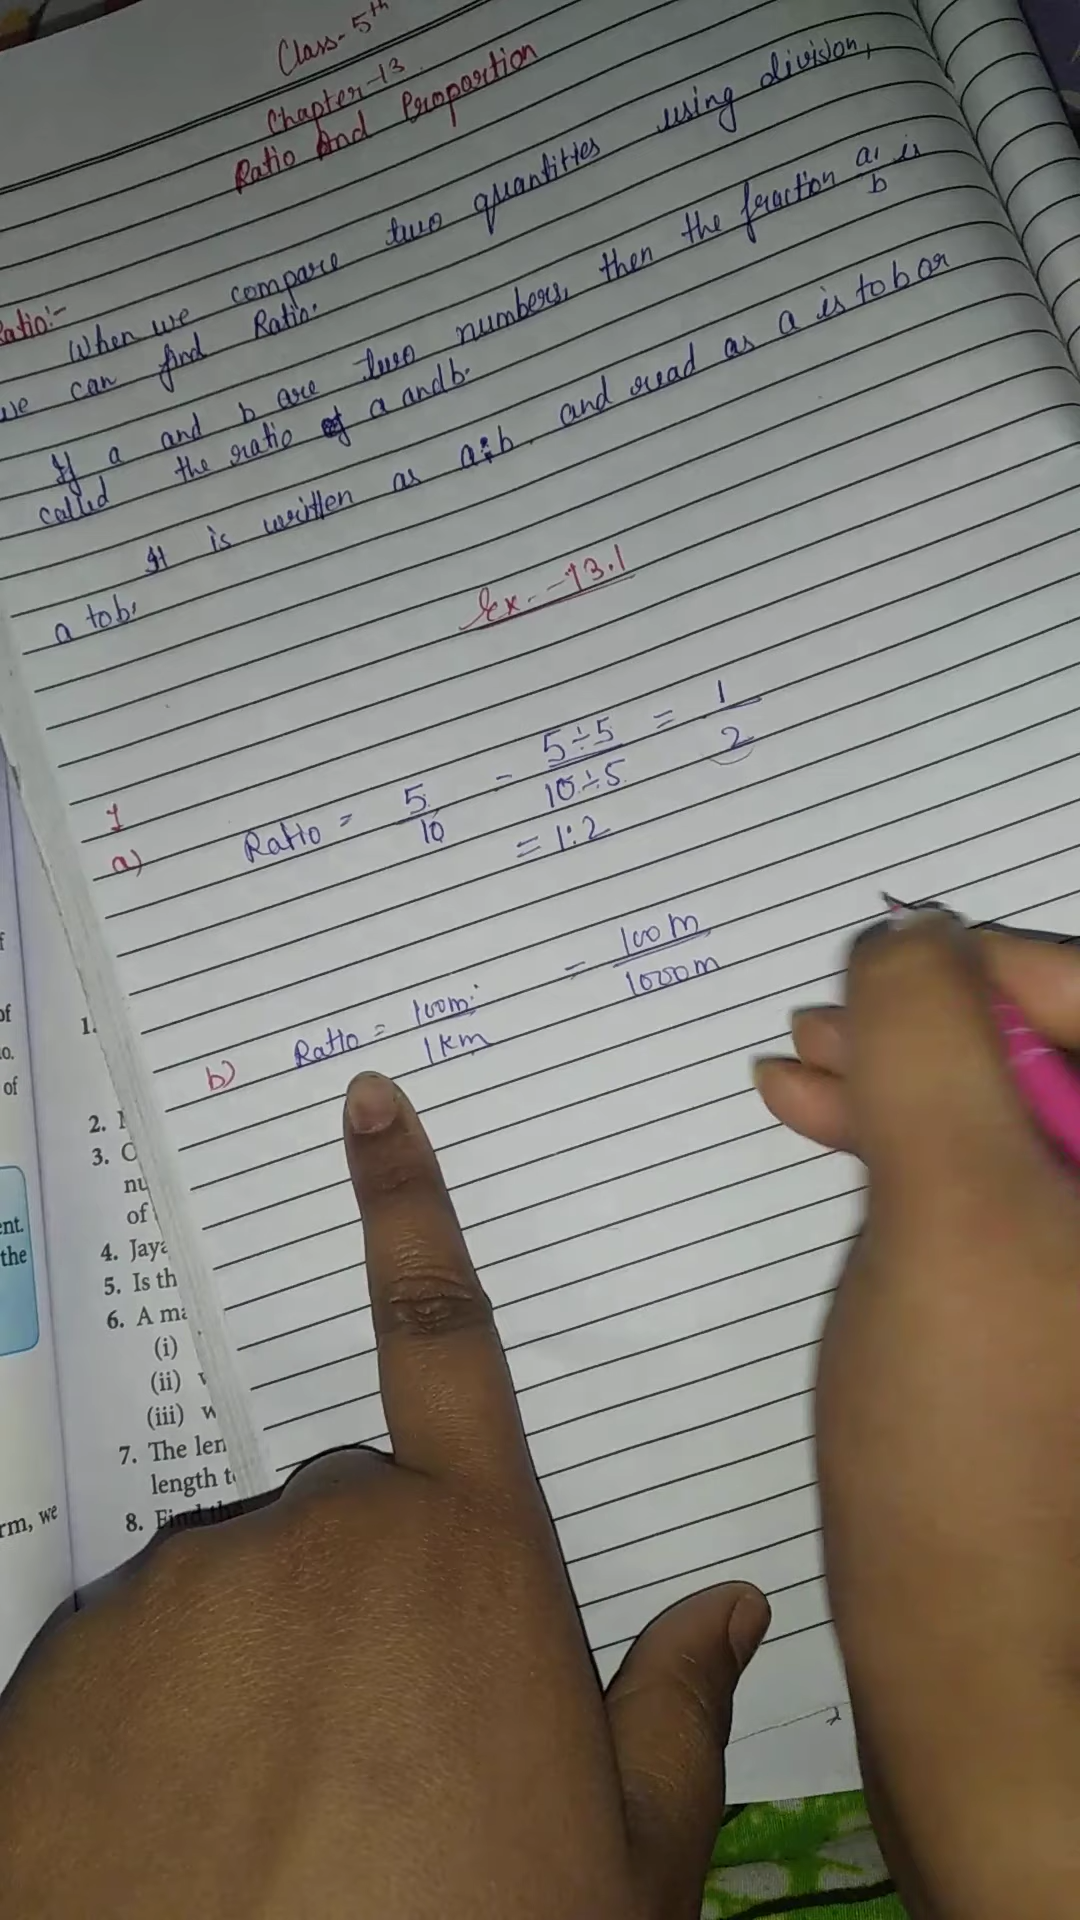 Class-5th
Chapter-13
Ratio And Proportion
Ratio:-
When we compare two quantities using division,
we can find Ratio.
If a and b are two numbers, then the fraction a/b is
called the ratio of a and b.
It is written as a:b and read as a is to b or
a to b.
Ex.-13.1
1
a) Ratio = 5/10 = 5÷5/10÷5 = 1/2
= 1:2
b) Ratio = 100m/1km = 100m/1000m
of
of
1.
2.
3.
nu
of
ent.
the
4. Jaya
5. Is th
6. A ma
(i)
(ii)
(iii) w
7. The len
length t
rm, we
8. Find the